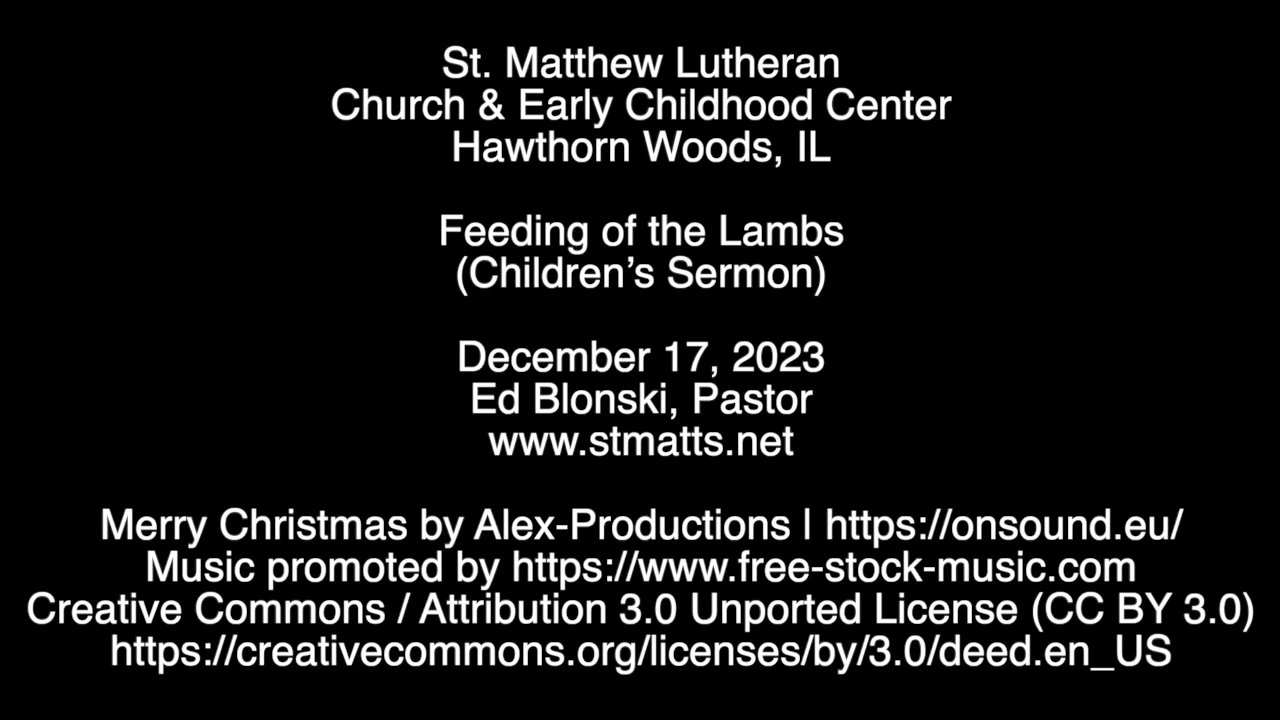 St. Matthew Lutheran
Church & Early Childhood Center
Hawthorn Woods, IL
Feeding of the Lambs
(Children’s Sermon)
December 17, 2023
Ed Blonski, Pastor
www.stmatts.net
Merry Christmas by Alex-Productions | https://onsound.eu/
Music promoted by https://www.free-stock-music.com
Creative Commons / Attribution 3.0 Unported License (CC BY 3.0)
https://creativecommons.org/licenses/by/3.0/deed.en_US